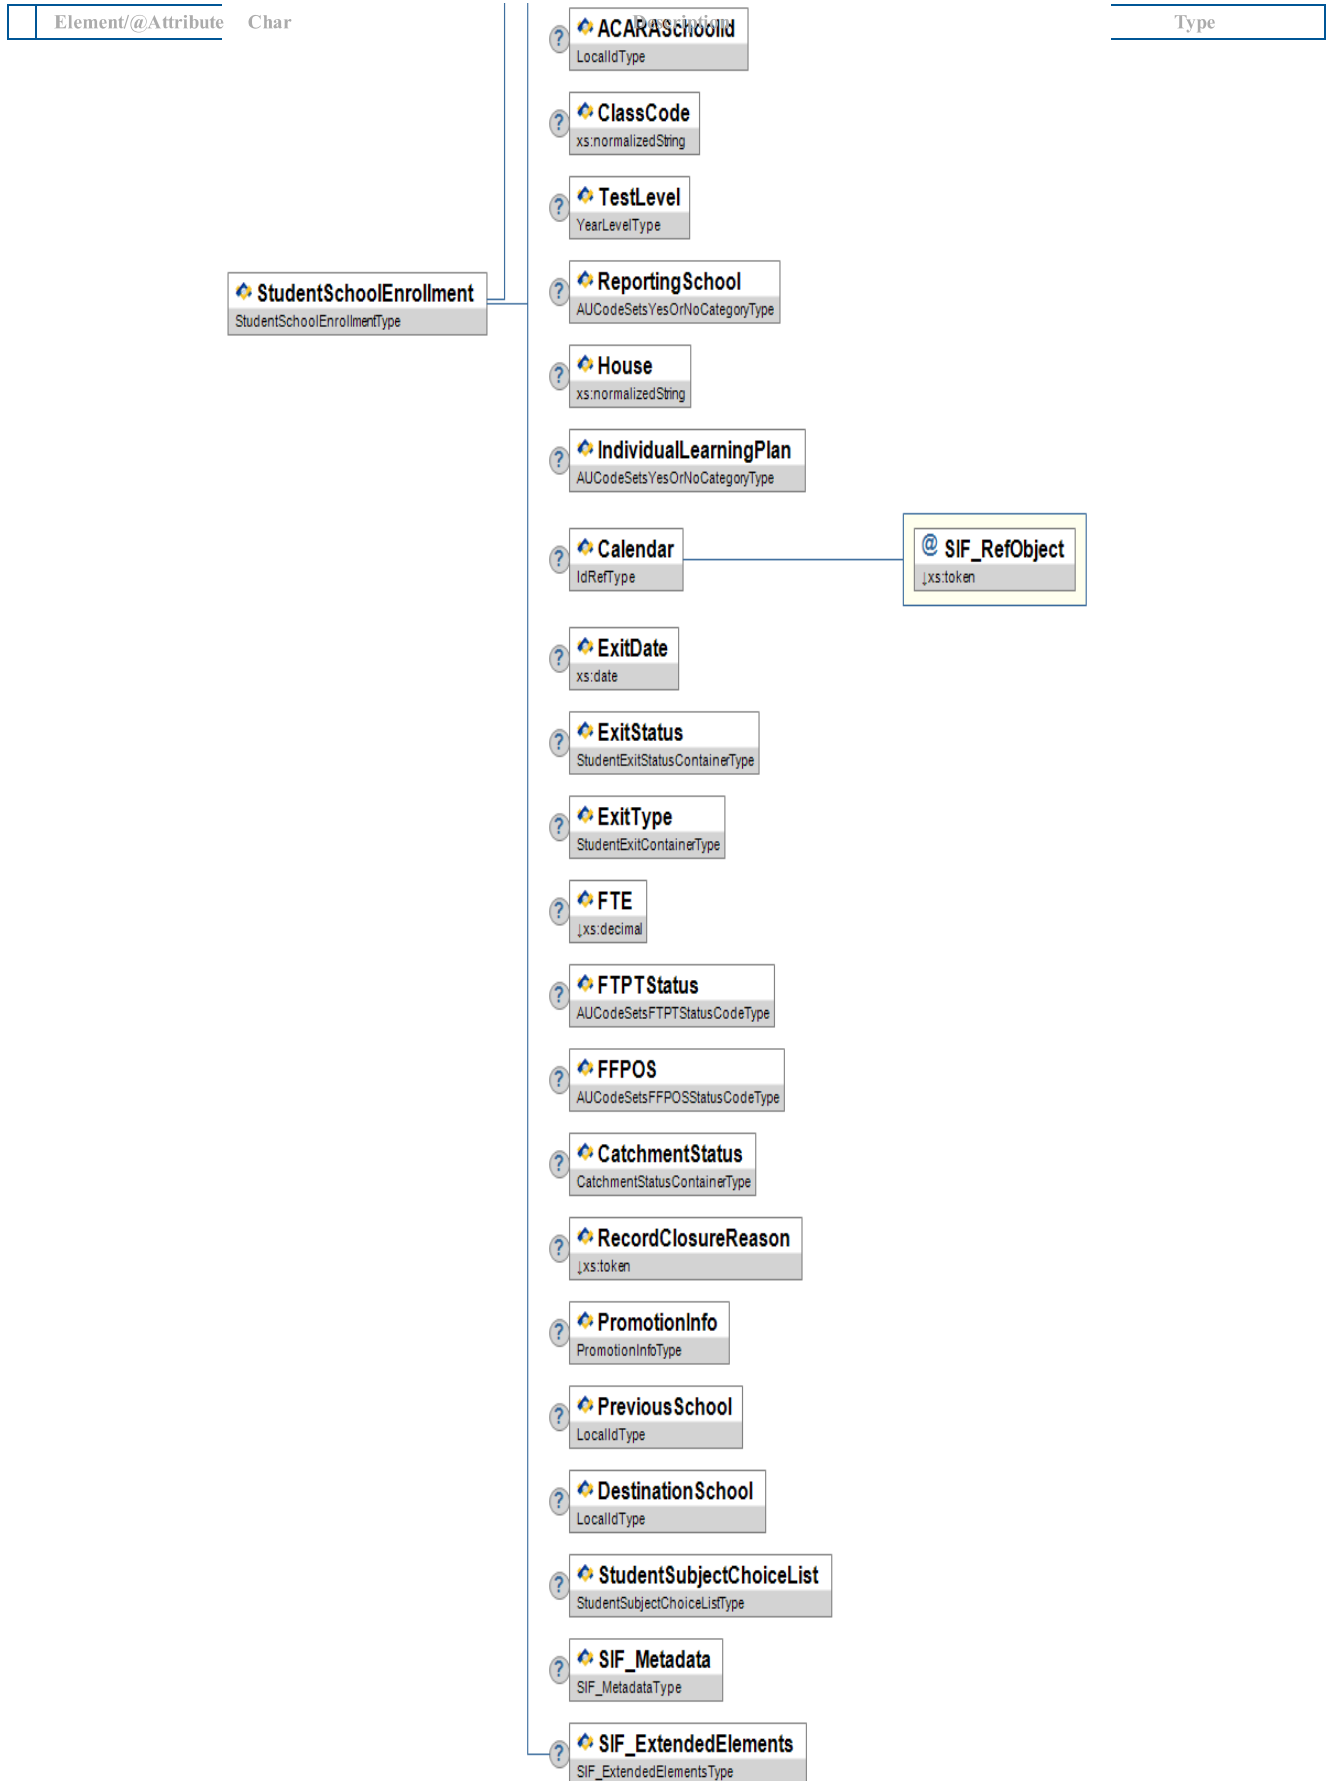 Element/@Attribute Char Description Type
ACARASchoolId
LocalIdType
ClassCode
xs:normalizedString
TestLevel
YearLevelType
ReportingSchool
AUCodeSetsYesOrNoCategoryType
StudentSchoolEnrollment
StudentSchoolEnrollmentType
House
xs:normalizedString
IndividualLearningPlan
AUCodeSetsYesOrNoCategoryType
Calendar
IdRefType
@ SIF_RefObject
↓xs:token
ExitDate
xs:date
ExitStatus
StudentExitStatusContainerType
ExitType
StudentExitContainerType
FTE
↓xs:decimal
FTPTStatus
AUCodeSetsFTPTStatusCodeType
FFPOS
AUCodeSetsFFPOSStatusCodeType
CatchmentStatus
CatchmentStatusContainerType
RecordClosureReason
↓xs:token
PromotionInfo
PromotionInfoType
PreviousSchool
LocalIdType
DestinationSchool
LocalIdType
StudentSubjectChoiceList
StudentSubjectChoiceListType
SIF_Metadata
SIF_MetadataType
SIF_ExtendedElements
SIF_ExtendedElementsType